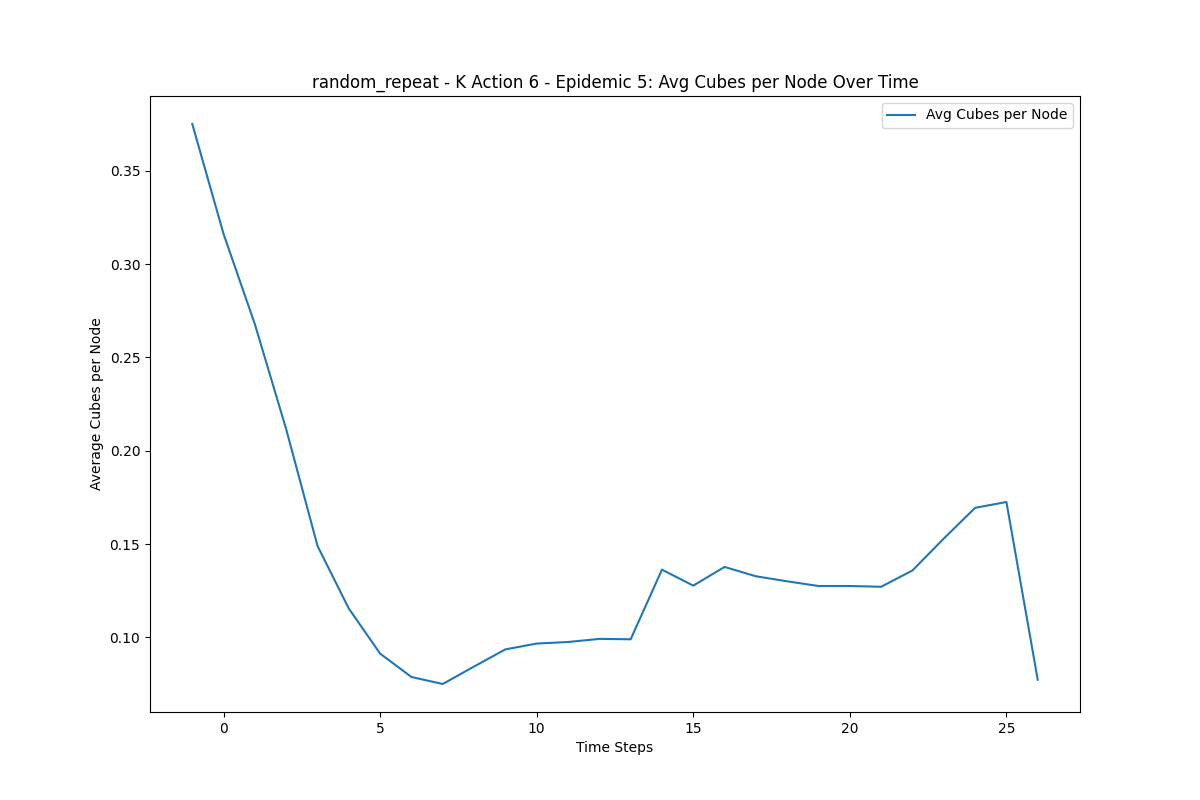 random_repeat - K Action 6 - Epidemic 5: Avg Cubes per Node Over Time
Avg Cubes per Node
0.35
0.30
0.25
0.20
0.15
0.10
Average Cubes per Node
0 5 10 15 20 25
Time Steps